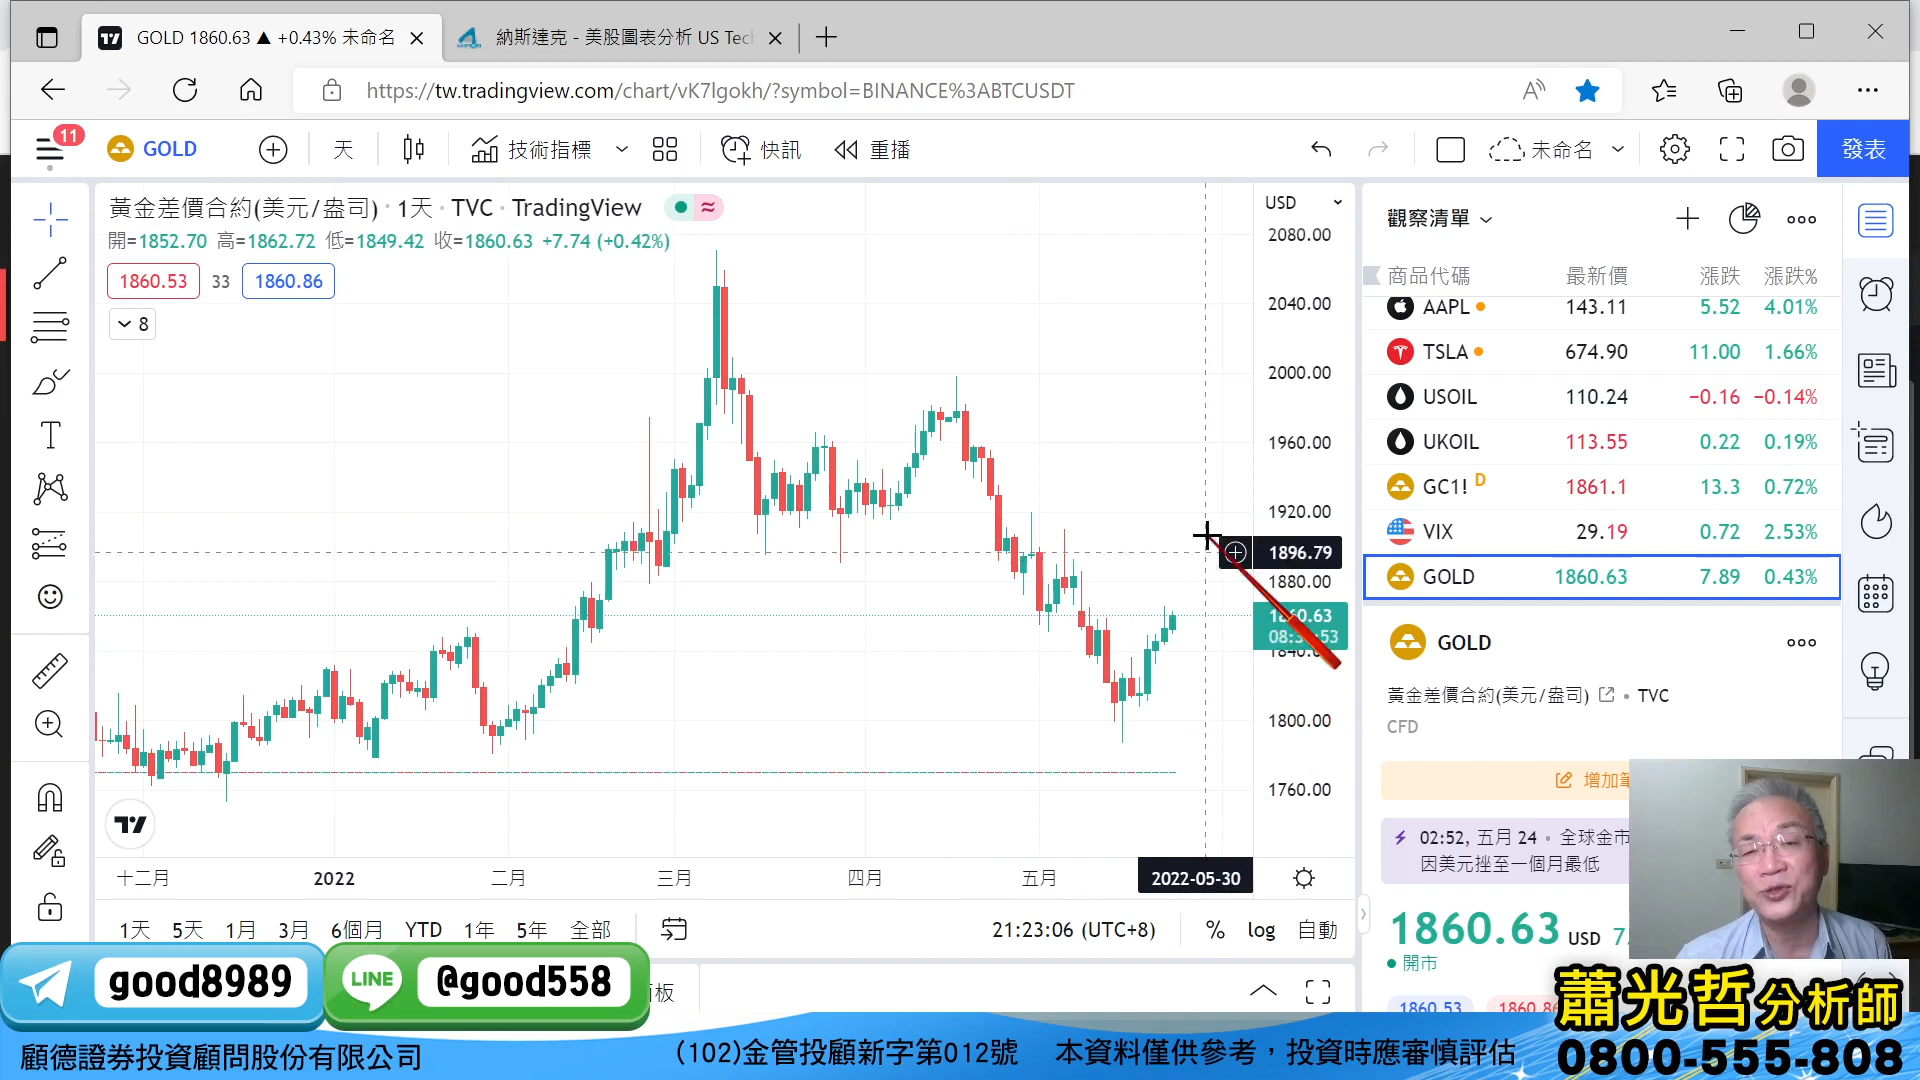 GOLD 1860.63 ▲ +0.43% 未命名
納斯達克 - 美股圖表分析 US Tec
https://tw.tradingview.com/chart/vK7lgokh/?symbol=BINANCE%3ABTCUSDT
11
GOLD
天
技術指標
快訊
重播
未命名
發表
黃金差價合約(美元/盎司) · 1天 · TVC · TradingView
開=1852.70 高=1862.72 低=1849.42 收=1860.63 +7.74 (+0.42%)
1860.53 33 1860.86
8
USD
2080.00
2040.00
2000.00
1960.00
1920.00
1896.79
1880.00
1860.63
1840.00
1800.00
1760.00
十二月 2022 二月 三月 四月 五月 2022-05-30
1天 5天 1月 3月 6個月 YTD 1年 5年 全部
21:23:06 (UTC+8) % log 自動
觀察清單
商品代碼 最新價 漲跌 漲跌%
AAPL 143.11 5.52 4.01%
TSLA 674.90 11.00 1.66%
USOIL 110.24 −0.16 −0.14%
UKOIL 113.55 0.22 0.19%
GC1! D 1861.1 13.3 0.72%
VIX 29.19 0.72 2.53%
GOLD 1860.63 7.89 0.43%
GOLD
黃金差價合約(美元/盎司) • TVC
CFD
增加筆
02:52, 五月 24 • 全球金市
因美元挫至一個月最低
1860.63 USD 7.
開市
1860.53 1860.86
good8989
LINE @good558
板
蕭光哲分析師
0800-555-808
顧德證券投資顧問股份有限公司
(102)金管投顧新字第012號 本資料僅供參考，投資時應審慎評估